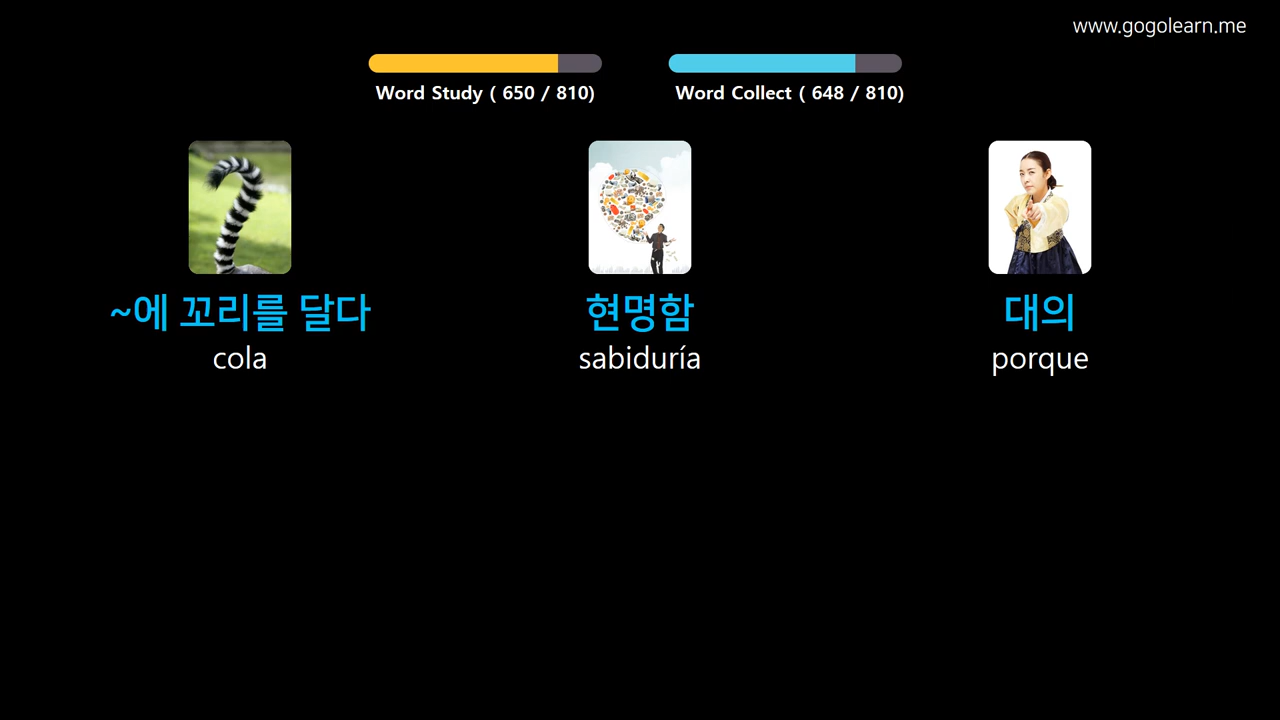 www.gogolearn.me
Word Study ( 650 / 810)
Word Collect ( 648 / 810)
~에 꼬리를 달다
cola
현명함
sabiduría
대의
porque